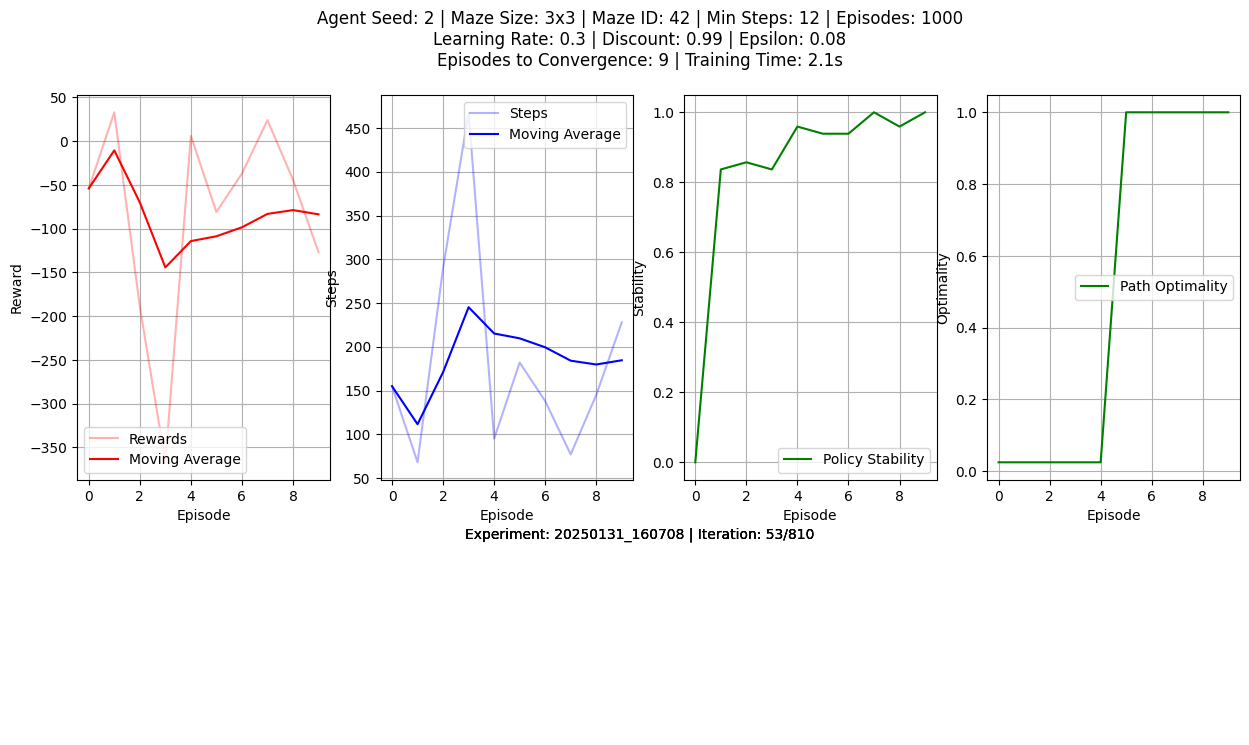 Agent Seed: 2 | Maze Size: 3x3 | Maze ID: 42 | Min Steps: 12 | Episodes: 1000
Learning Rate: 0.3 | Discount: 0.99 | Epsilon: 0.08
Episodes to Convergence: 9 | Training Time: 2.1s
Reward
50
0
−50
−100
−150
−200
−250
−300
−350
Rewards
Moving Average
0 2 4 6 8
Episode
Steps
450
400
350
300
250
200
150
100
50
Steps
Moving Average
0 2 4 6 8
Episode
Stability
1.0
0.8
0.6
0.4
0.2
0.0
Policy Stability
0 2 4 6 8
Episode
Optimality
1.0
0.8
0.6
0.4
0.2
0.0
Path Optimality
0 2 4 6 8
Episode
Experiment: 20250131_160708 | Iteration: 53/810